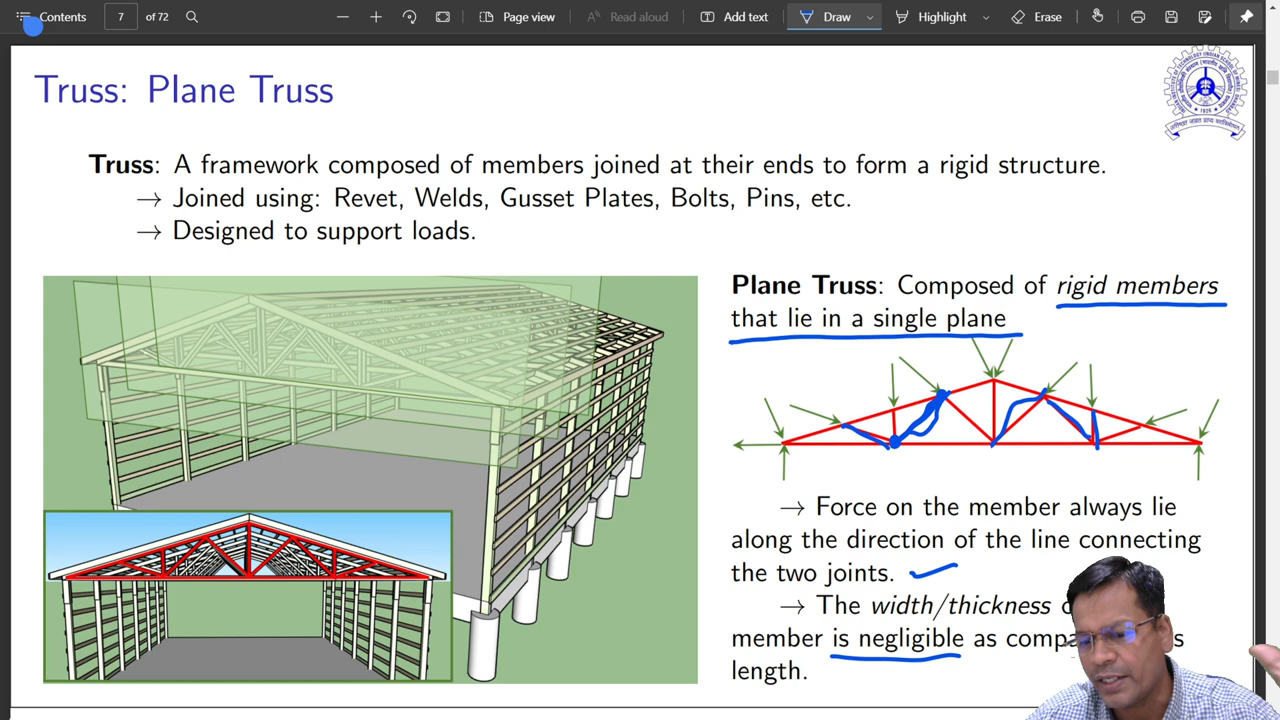 Contents 7 of 72 Page view Read aloud Add text Draw Highlight Erase
Truss: Plane Truss
Truss: A framework composed of members joined at their ends to form a rigid structure.
→ Joined using: Revet, Welds, Gusset Plates, Bolts, Pins, etc.
→ Designed to support loads.
Plane Truss: Composed of rigid members
that lie in a single plane
→ Force on the member always lie
along the direction of the line connecting
the two joints.
→ The width/thickness
member is negligible as
length.